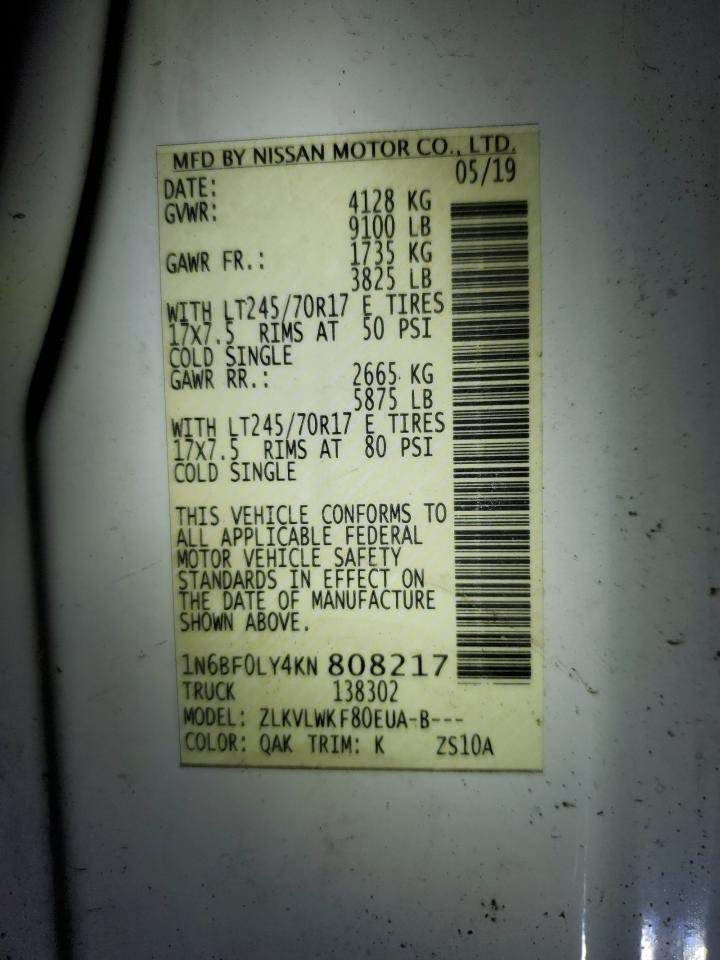 MFD BY NISSAN MOTOR CO., LTD.
DATE: 05/19
GVWR: 4128 KG
9100 LB
GAWR FR.: 1735 KG
3825 LB
WITH LT245/70R17 E TIRES
17X7.5 RIMS AT 50 PSI
COLD SINGLE
GAWR RR.: 2665 KG
5875 LB
WITH LT245/70R17 E TIRES
17X7.5 RIMS AT 80 PSI
COLD SINGLE
THIS VEHICLE CONFORMS TO
ALL APPLICABLE FEDERAL
MOTOR VEHICLE SAFETY
STANDARDS IN EFFECT ON
THE DATE OF MANUFACTURE
SHOWN ABOVE.
1N6BF0LY4KN 808217
TRUCK 138302
MODEL: ZLKVLWKF80EUA-B---
COLOR: QAK TRIM: K ZS10A